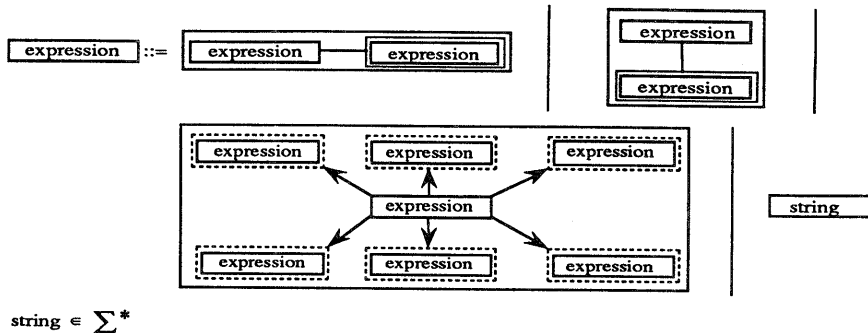 expression ::= expression expression
expression
expression
expression expression expression
expression
string
expression expression expression
string ∈ ∑*